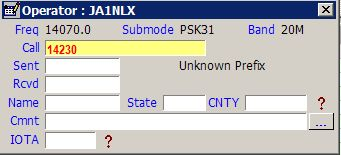 Operator : JA1NLX
Freq 14070.0 Submode PSK31 Band 20M
Call 14230
Sent Unknown Prefix
Rcvd
Name State CNTY ?
Cmnt ...
IOTA ?